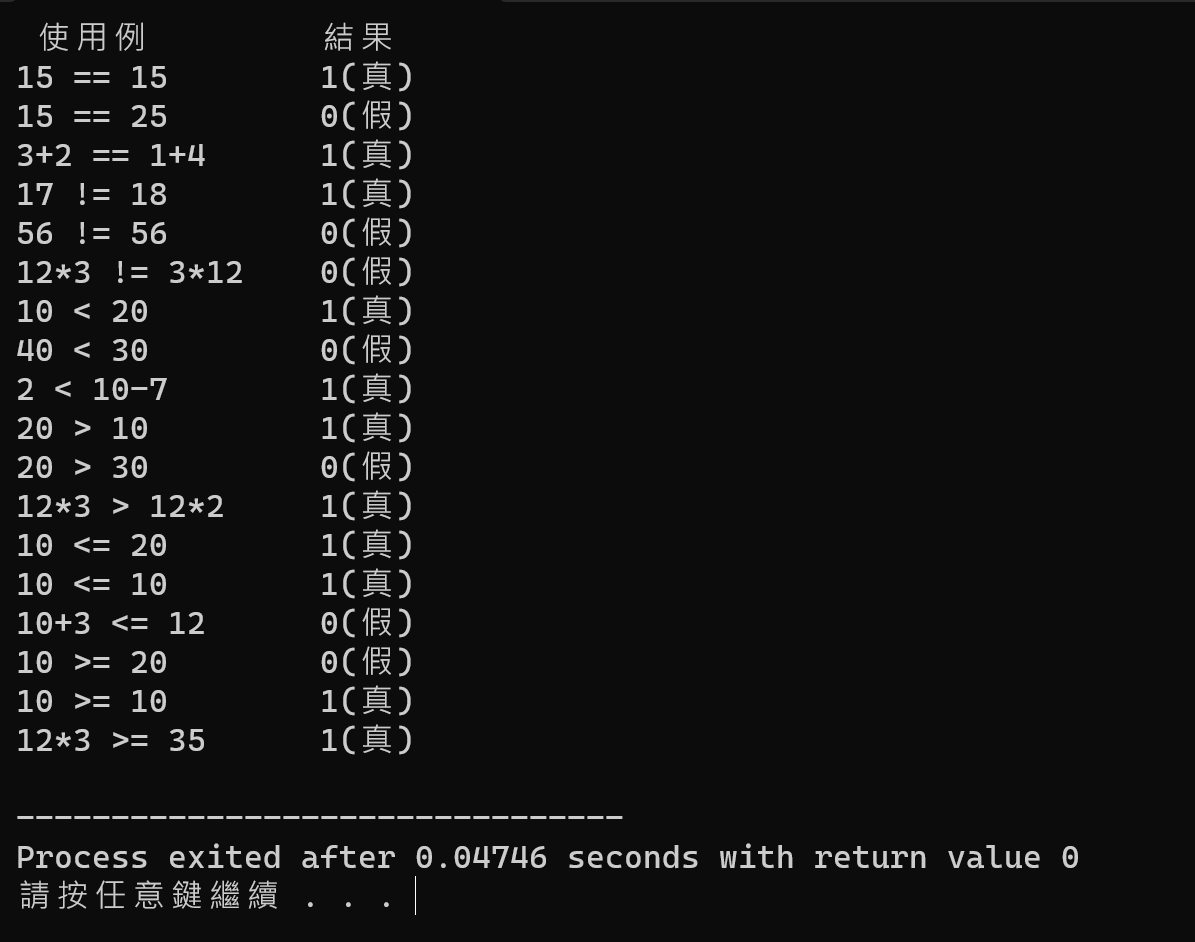 使用例 結果
15 == 15 1(真)
15 == 25 0(假)
3+2 == 1+4 1(真)
17 != 18 1(真)
56 != 56 0(假)
12*3 != 3*12 0(假)
10 < 20 1(真)
40 < 30 0(假)
2 < 10-7 1(真)
20 > 10 1(真)
20 > 30 0(假)
12*3 > 12*2 1(真)
10 <= 20 1(真)
10 <= 10 1(真)
10+3 <= 12 0(假)
10 >= 20 0(假)
10 >= 10 1(真)
12*3 >= 35 1(真)
--------------------------------
Process exited after 0.04746 seconds with return value 0
請按任意鍵繼續 . . .